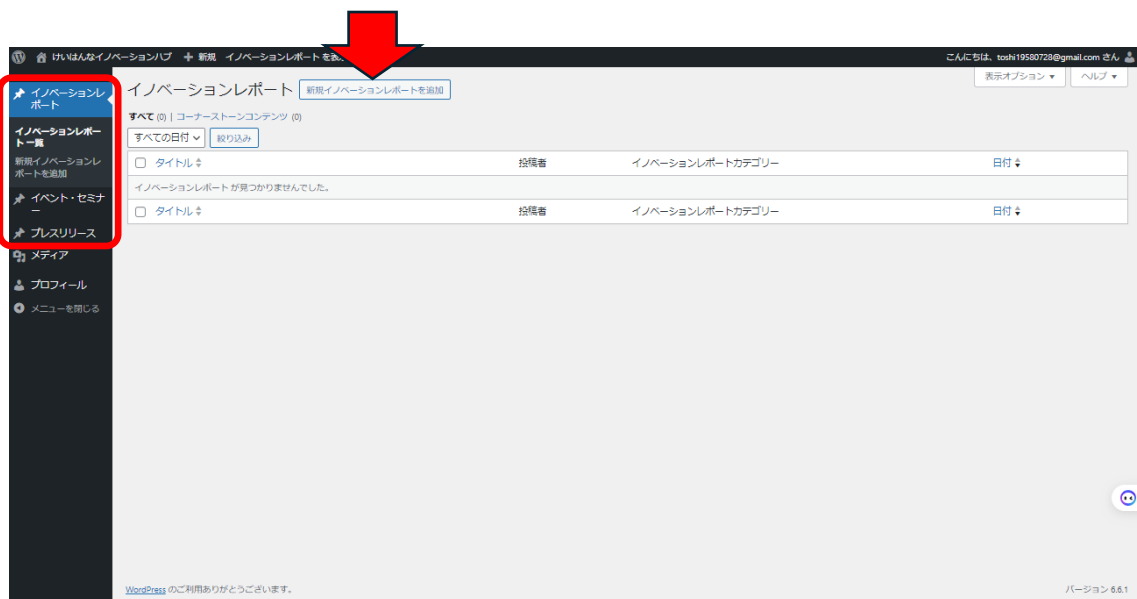 けいはんなイノベーションハブ 新規 イノベーションレポート を表
こんにちは、toshi19580728@gmail.com さん
表示オプション ヘルプ
イノベーションレ
ポート
イノベーションレポー
ト一覧
新規イノベーションレ
ポートを追加
イベント・セミナ
ー
プレスリリース
メディア
プロフィール
メニューを閉じる
イノベーションレポート 新規イノベーションレポートを追加
すべて (0) | コーナーストーンコンテンツ (0)
すべての日付 絞り込み
タイトル 投稿者 イノベーションレポートカテゴリー 日付
イノベーションレポート が見つかりませんでした。
タイトル 投稿者 イノベーションレポートカテゴリー 日付
WordPress のご利用ありがとうございます。
バージョン 6.6.1